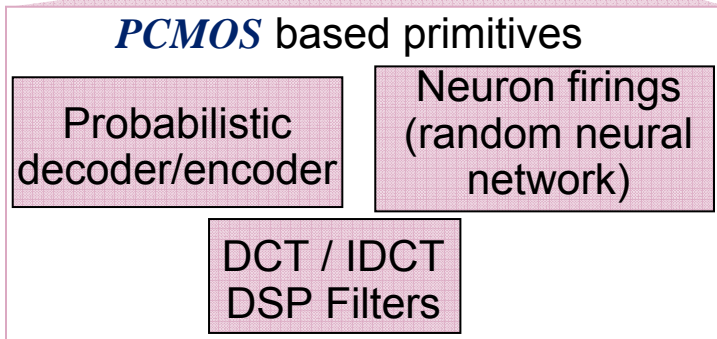 PCMOS based primitives
Probabilistic
decoder/encoder
Neuron firings
(random neural
network)
DCT / IDCT
DSP Filters